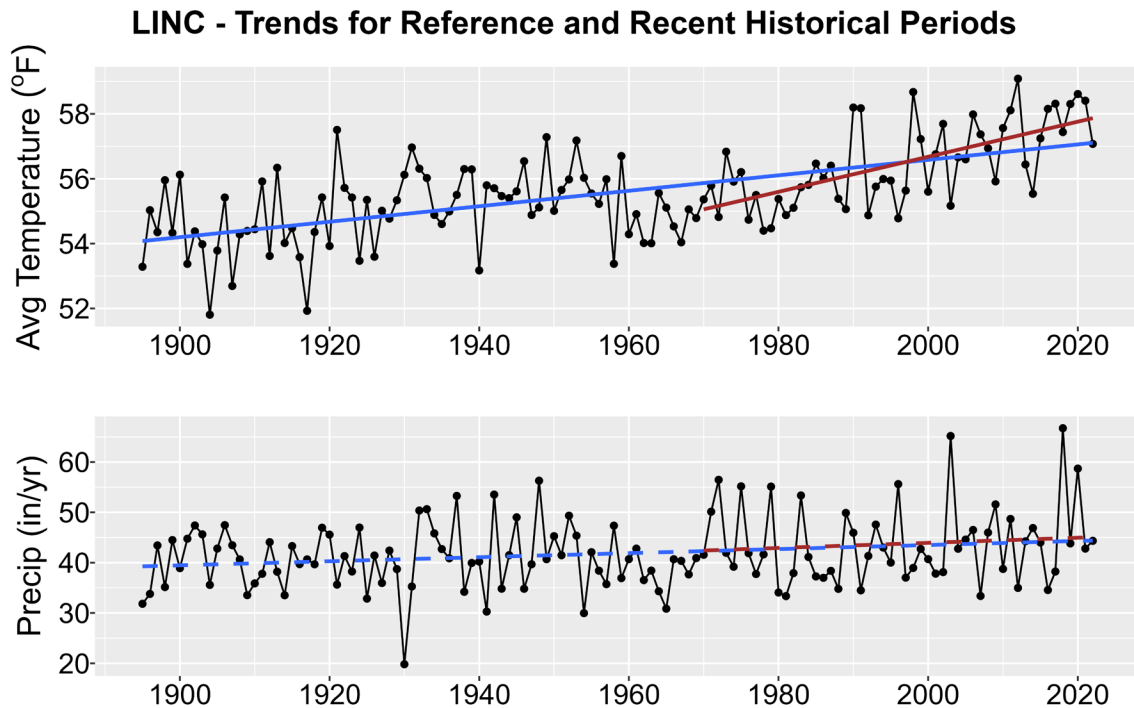 LINC - Trends for Reference and Recent Historical Periods
Avg Temperature (°F)
58
56
54
52
1900 1920 1940 1960 1980 2000 2020
Precip (in/yr)
60
50
40
30
20
1900 1920 1940 1960 1980 2000 2020